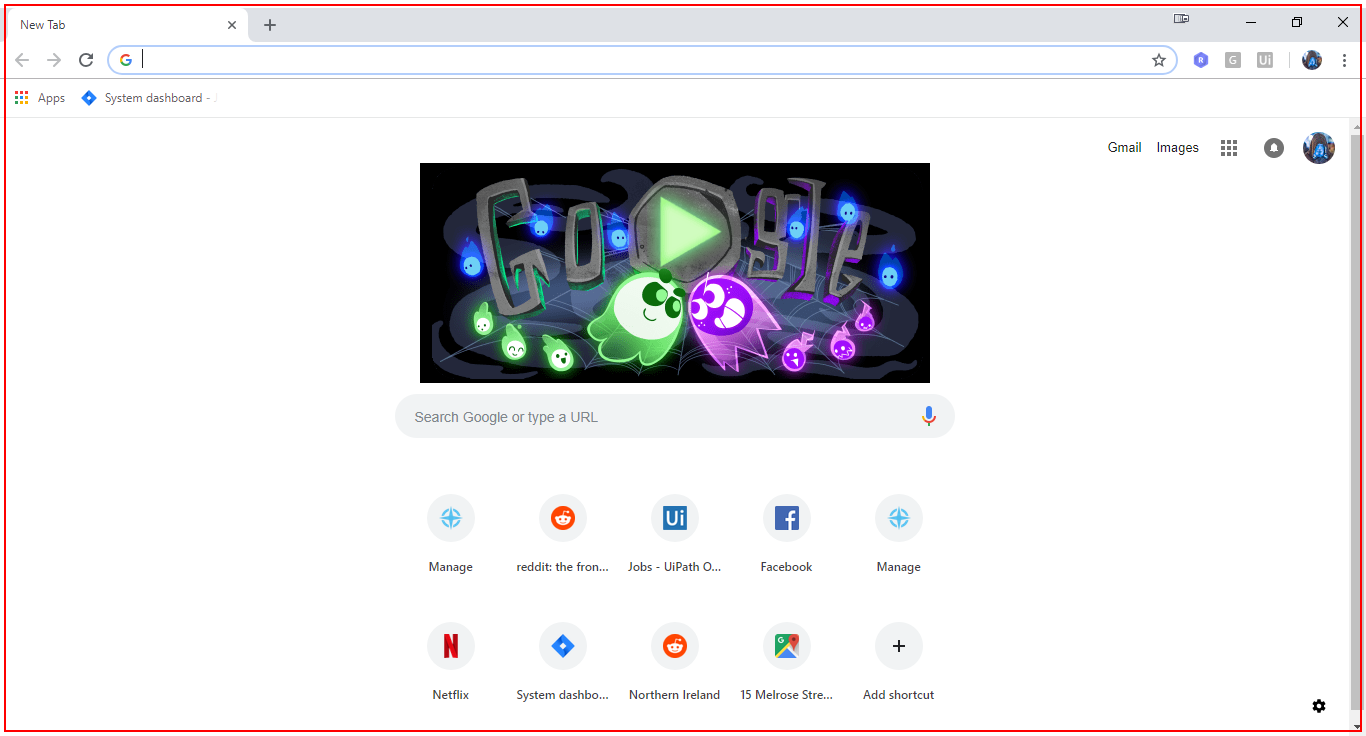 New Tab
Apps
System dashboard - J
Gmail
Images
Google
Search Google or type a URL
Manage
reddit: the fron...
Jobs - UiPath O...
Facebook
Manage
Netflix
System dashbo...
Northern Ireland
15 Melrose Stre...
Add shortcut